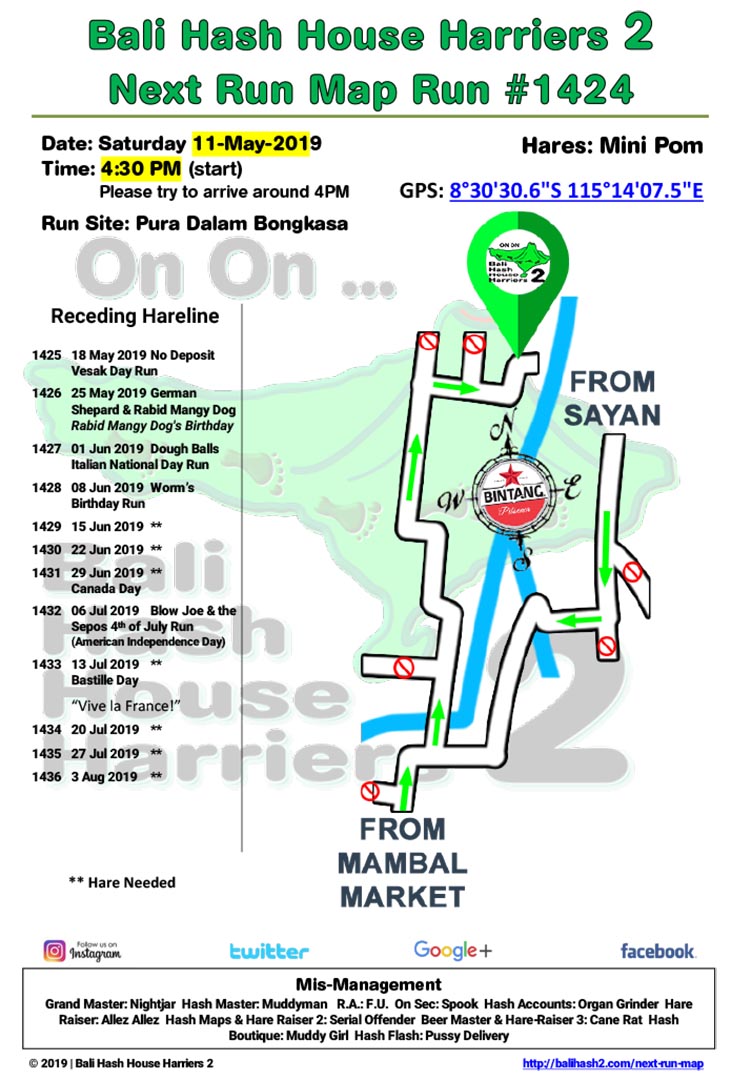 Bali Hash House Harriers 2
Next Run Map Run #1424
Date: Saturday 11-May-2019
Time: 4:30 PM (start)
Please try to arrive around 4PM
Hares: Mini Pom
GPS: 8°30'30.6"S 115°14'07.5"E
Run Site: Pura Dalam Bongkasa
On On ...
Receding Hareline
1425 18 May 2019 No Deposit
Vesak Day Run
1426 25 May 2019 German
Shepard & Rabid Mangy Dog
Rabid Mangy Dog's Birthday
1427 01 Jun 2019 Dough Balls
Italian National Day Run
1428 08 Jun 2019 Worm's
Birthday Run
1429 15 Jun 2019 **
1430 22 Jun 2019 **
1431 29 Jun 2019 **
Canada Day
1432 06 Jul 2019 Blow Joe & the
Sepos 4th of July Run
(American Independence Day)
1433 13 Jul 2019 **
Bastille Day
“Vive la France!”
1434 20 Jul 2019 **
1435 27 Jul 2019 **
1436 3 Aug 2019 **
** Hare Needed
Bali
Hash
House
Harriers 2
ON ON
Bali
Hash
House
Harriers 2
FROM
SAYAN
N
W
E
S
BINTANG
Pilsener
FROM
MAMBAL
MARKET
Follow us on
Instagram
twitter
Google+
facebook.
Mis-Management
Grand Master: Nightjar Hash Master: Muddyman R.A.: F.U. On Sec: Spook Hash Accounts: Organ Grinder Hare
Raiser: Allez Allez Hash Maps & Hare Raiser 2: Serial Offender Beer Master & Hare-Raiser 3: Cane Rat Hash
Boutique: Muddy Girl Hash Flash: Pussy Delivery
© 2019 | Bali Hash House Harriers 2
http://balihash2.com/next-run-map